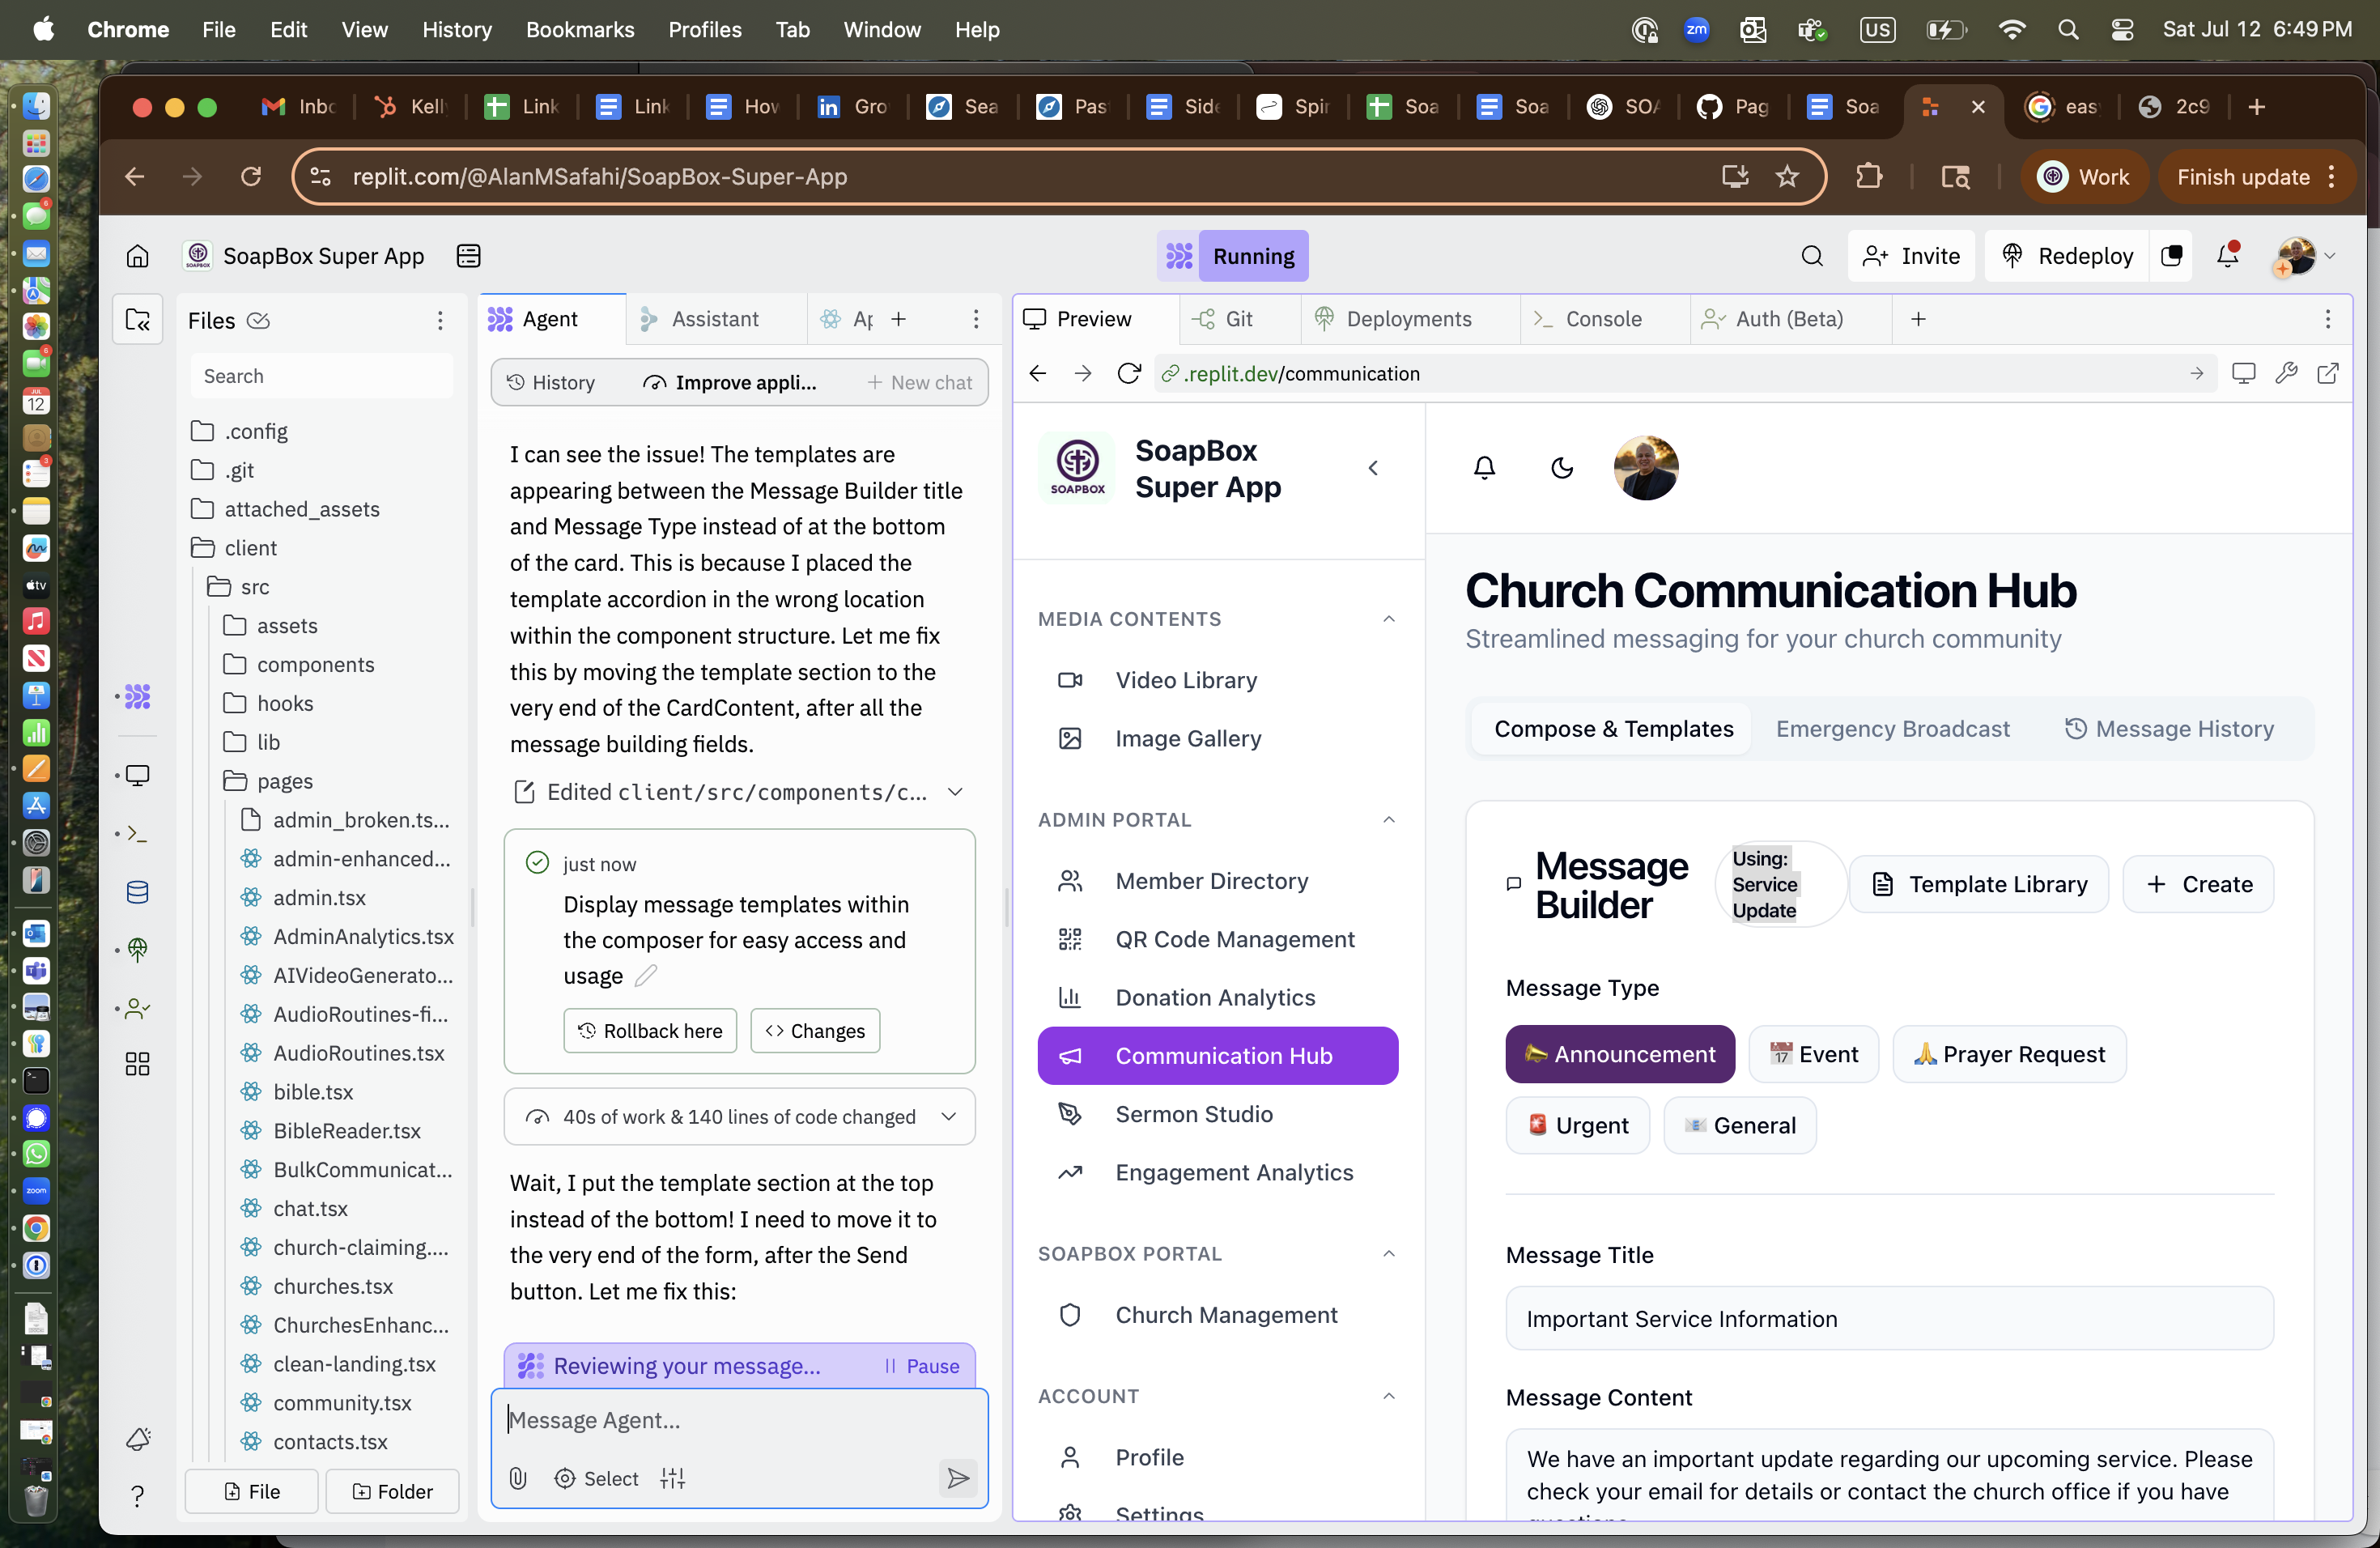 Chrome File Edit View History Bookmarks Profiles Tab Window Help
zm
US
Sat Jul 12 6:49 PM
Inbo
Kelly
Link
Link
How
Gro
Sea
Pas
Side
Spir
Soa
Soa
SOA
Pag
Soa
eas
2c9
replit.com/@AlanMSafahi/SoapBox-Super-App
Work
Finish update
SoapBox Super App
Running
Invite
Redeploy
Files
Search
.config
.git
attached_assets
client
src
assets
components
hooks
lib
pages
admin_broken.ts...
admin-enhanced...
admin.tsx
AdminAnalytics.tsx
AIVideoGenerato...
AudioRoutines-fi...
AudioRoutines.tsx
bible.tsx
BibleReader.tsx
BulkCommunicat...
chat.tsx
church-claiming....
churches.tsx
ChurchesEnhanc...
clean-landing.tsx
community.tsx
contacts.tsx
File
Folder
Agent
Assistant
Ap
History
Improve appli...
New chat
I can see the issue! The templates are
appearing between the Message Builder title
and Message Type instead of at the bottom
of the card. This is because I placed the
template accordion in the wrong location
within the component structure. Let me fix
this by moving the template section to the
very end of the CardContent, after all the
message building fields.
Edited client/src/components/c...
just now
Display message templates within
the composer for easy access and
usage
Rollback here
Changes
40s of work & 140 lines of code changed
Wait, I put the template section at the top
instead of the bottom! I need to move it to
the very end of the form, after the Send
button. Let me fix this:
Reviewing your message...
Pause
Message Agent...
Select
Preview
Git
Deployments
Console
Auth (Beta)
.replit.dev/communication
SOAPBOX
SoapBox
Super App
MEDIA CONTENTS
Video Library
Image Gallery
ADMIN PORTAL
Member Directory
QR Code Management
Donation Analytics
Communication Hub
Sermon Studio
Engagement Analytics
SOAPBOX PORTAL
Church Management
ACCOUNT
Profile
Settings
Church Communication Hub
Streamlined messaging for your church community
Compose & Templates
Emergency Broadcast
Message History
Message
Builder
Using:
Service
Update
Template Library
Create
Message Type
Announcement
Event
Prayer Request
Urgent
General
Message Title
Important Service Information
Message Content
We have an important update regarding our upcoming service. Please
check your email for details or contact the church office if you have
questions
JUL
12
tv
zoom